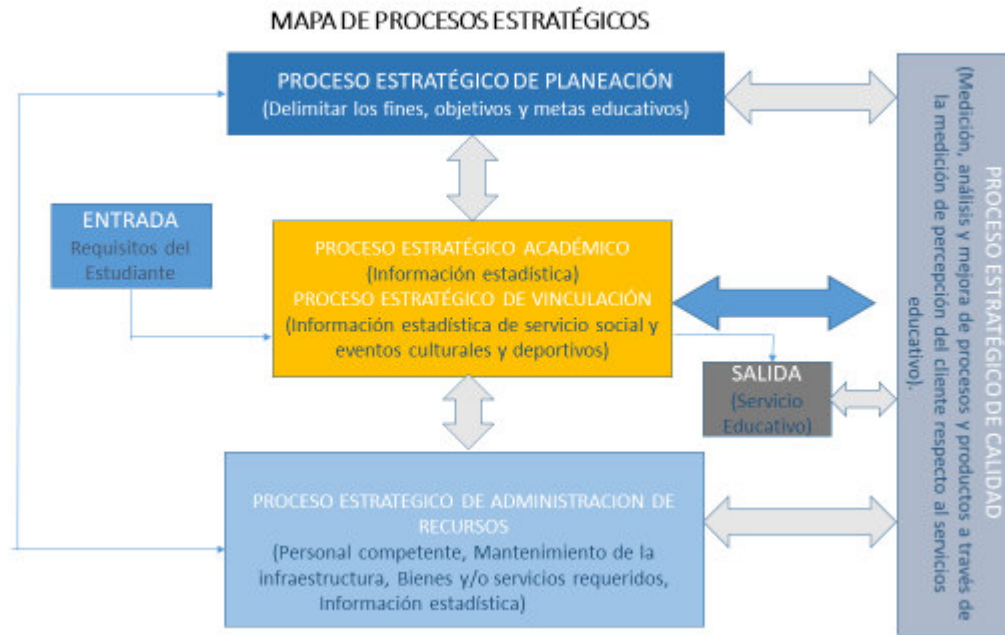 MAPA DE PROCESOS ESTRATÉGICOS
PROCESO ESTRATÉGICO DE PLANEACIÓN
(Delimitar los fines, objetivos y metas educativos)
ENTRADA
Requisitos del
Estudiante
PROCESO ESTRATÉGICO ACADÉMICO
(Información estadística)
PROCESO ESTRATÉGICO DE VINCULACIÓN
(Información estadística de servicio social y
eventos culturales y deportivos)
SALIDA
(Servicio
Educativo)
PROCESO ESTRATEGICO DE ADMINISTRACION DE
RECURSOS
(Personal competente, Mantenimiento de la
infraestructura, Bienes y/o servicios requeridos,
Información estadística)
PROCESO ESTRATÉGICO DE CALIDAD
(Medición, análisis y mejora de procesos y productos a través de
la medición de percepción del cliente respecto al servicios
educativo).